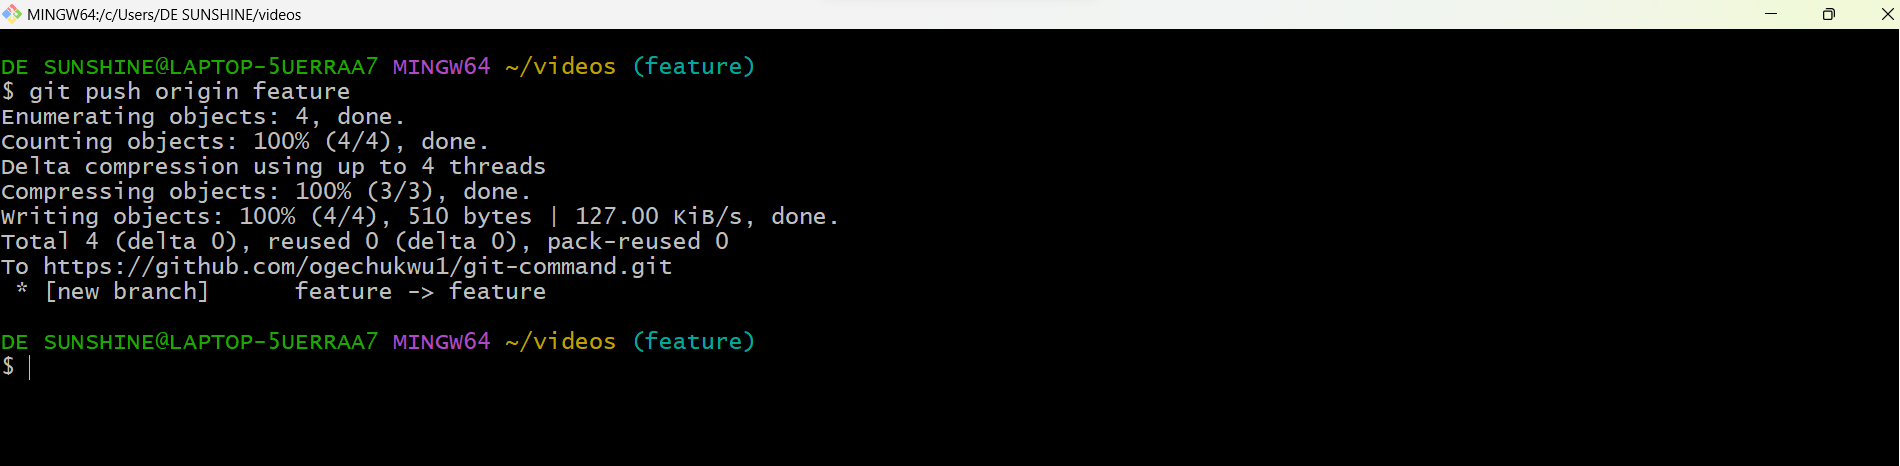 MINGW64:/c/Users/DE SUNSHINE/videos
DE SUNSHINE@LAPTOP-5UERRAA7 MINGW64 ~/videos (feature)
$ git push origin feature
Enumerating objects: 4, done.
Counting objects: 100% (4/4), done.
Delta compression using up to 4 threads
Compressing objects: 100% (3/3), done.
Writing objects: 100% (4/4), 510 bytes | 127.00 KiB/s, done.
Total 4 (delta 0), reused 0 (delta 0), pack-reused 0
To https://github.com/ogechukwu1/git-command.git
 * [new branch]      feature -> feature
DE SUNSHINE@LAPTOP-5UERRAA7 MINGW64 ~/videos (feature)
$